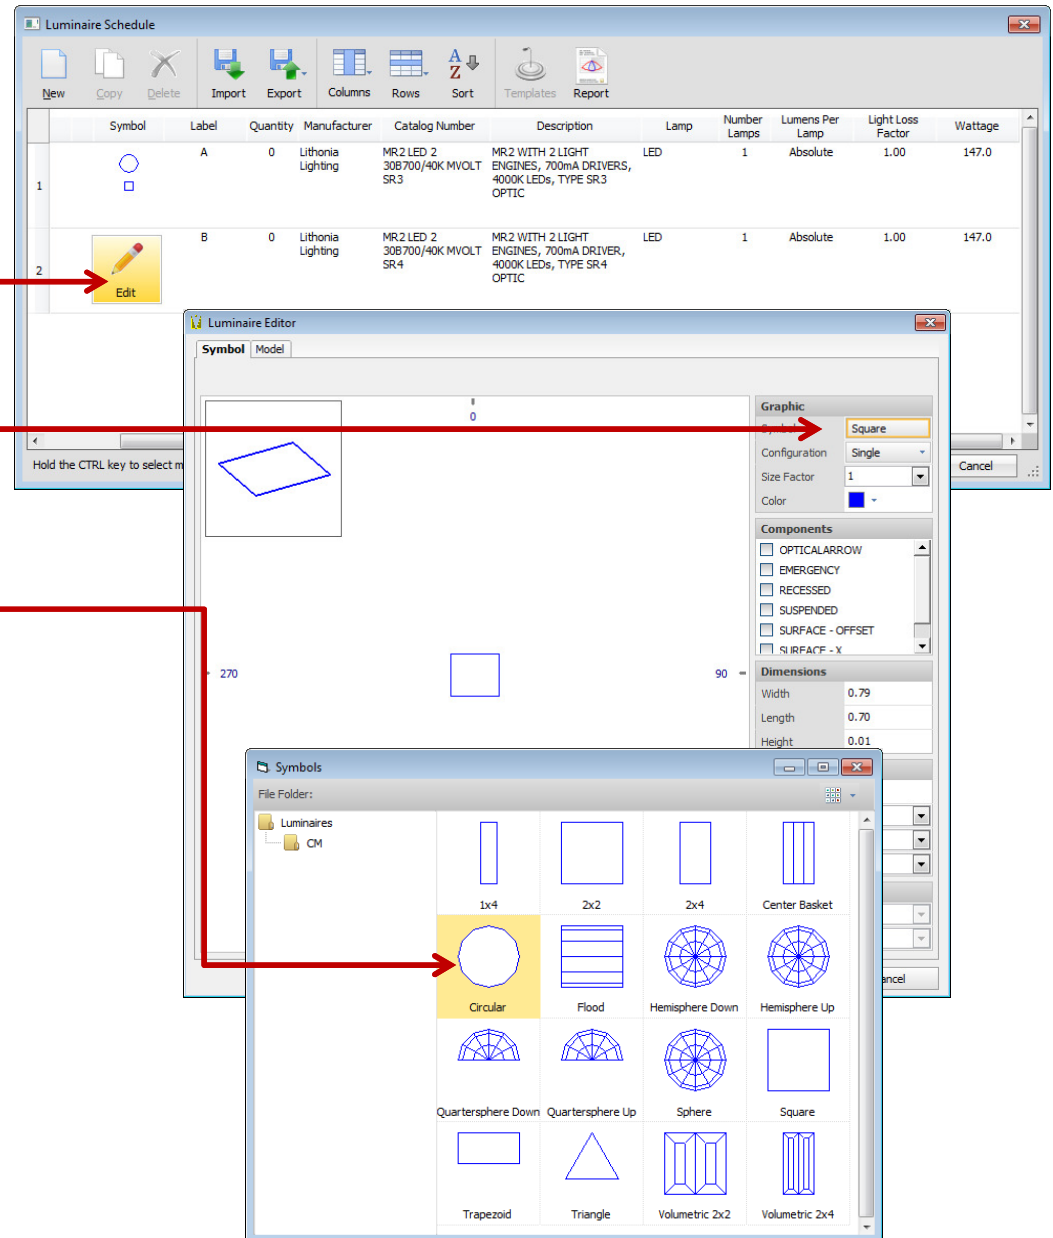 Luminaire Schedule
New Copy Delete Import Export Columns Rows Sort Templates Report
Symbol Label Quantity Manufacturer Catalog Number Description Lamp Number Lamps Lumens Per Lamp Light Loss Factor Wattage
1 A 0 Lithonia Lighting MR2 LED 2 30B700/40K MVOLT SR3 MR2 WITH 2 LIGHT ENGINES, 700mA DRIVERS, 4000K LEDs, TYPE SR3 OPTIC LED 1 Absolute 1.00 147.0
2 Edit B 0 Lithonia Lighting MR2 LED 2 30B700/40K MVOLT SR4 MR2 WITH 2 LIGHT ENGINES, 700mA DRIVER, 4000K LEDs, TYPE SR4 OPTIC LED 1 Absolute 1.00 147.0
Hold the CTRL key to select m
Cancel
Luminaire Editor
Symbol Model
0
270
90
Graphic
Square
Configuration Single
Size Factor 1
Color
Components
OPTICALARROW
EMERGENCY
RECESSED
SUSPENDED
SURFACE - OFFSET
SURFACE - X
Dimensions
Width 0.79
Length 0.70
Height 0.01
ancel
Symbols
File Folder:
Luminaires
CM
1x4 2x2 2x4 Center Basket
Circular Flood Hemisphere Down Hemisphere Up
Quartersphere Down Quartersphere Up Sphere Square
Trapezoid Triangle Volumetric 2x2 Volumetric 2x4